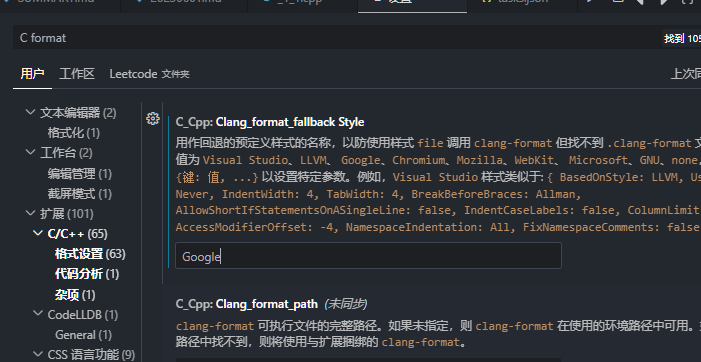 设置
C format
找到 105
用户
工作区
Leetcode 文件夹
上次同
文本编辑器 (2)
格式化 (1)
工作台 (2)
编辑管理 (1)
截屏模式 (1)
扩展 (101)
C/C++ (65)
格式设置 (63)
代码分析 (1)
杂项 (1)
CodeLLDB (1)
General (1)
CSS 语言功能 (9)
C_Cpp: Clang_format_fallback Style
用作回退的预定义样式的名称，以防使用样式 file 调用 clang-format 但找不到 .clang-format 文
值为 Visual Studio、LLVM、 Google、Chromium、Mozilla、WebKit、 Microsoft、GNU、none，
{键: 值, ...} 以设置特定参数。例如，Visual Studio 样式类似于: { BasedOnStyle: LLVM, Us
Never, IndentWidth: 4, TabWidth: 4, BreakBeforeBraces: Allman,
AllowShortIfStatementsOnASingleLine: false, IndentCaseLabels: false, ColumnLimit
AccessModifierOffset: -4, NamespaceIndentation: All, FixNamespaceComments: false
Google
C_Cpp: Clang_format_path (未同步)
clang-format 可执行文件的完整路径。如果未指定，则 clang-format 在使用的环境路径中可用。如
路径中找不到，则将使用与扩展捆绑的 clang-format。